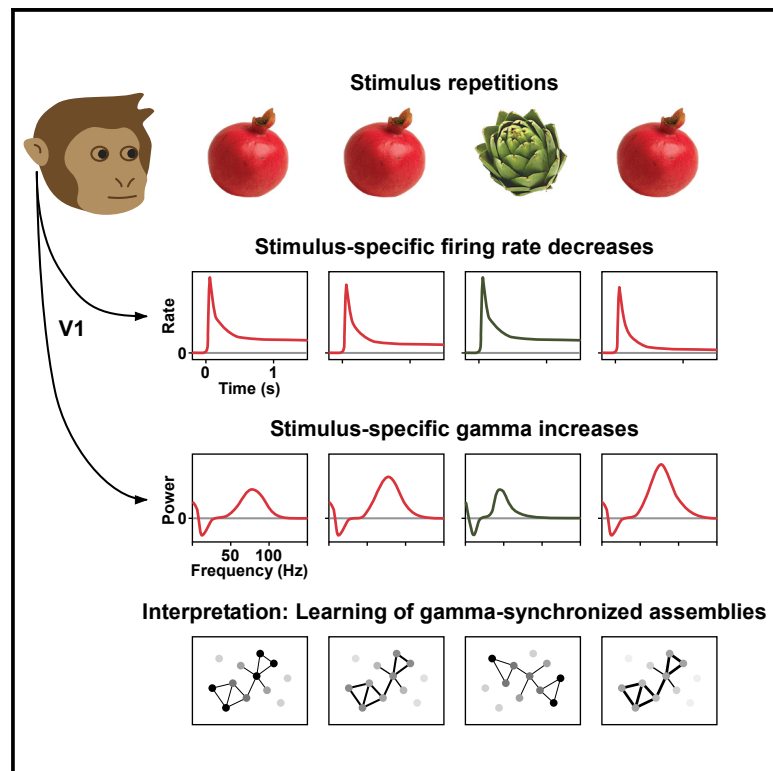 Stimulus repetitions
Stimulus-specific firing rate decreases
V1
Rate
0
0 1
Time (s)
Stimulus-specific gamma increases
Power
0
50 100
Frequency (Hz)
Interpretation: Learning of gamma-synchronized assemblies